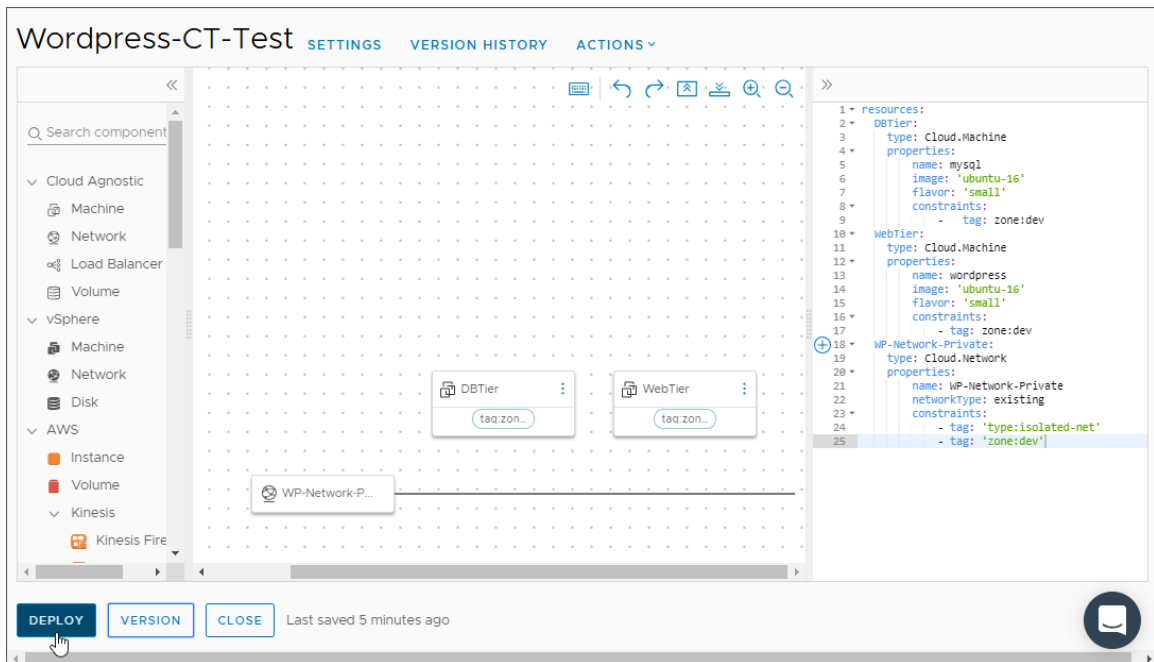 Wordpress-CT-Test SETTINGS VERSION HISTORY ACTIONS
Search component
Cloud Agnostic
Machine
Network
Load Balancer
Volume
vSphere
Machine
Network
Disk
AWS
Instance
Volume
Kinesis
Kinesis Fire
DBTier
tag:zon...
WebTier
tag:zon...
WP-Network-P...
1 resources:
2 DBTier:
3 type: Cloud.Machine
4 properties:
5 name: mysql
6 image: 'ubuntu-16'
7 flavor: 'small'
8 constraints:
9 - tag: zone:dev
10 WebTier:
11 type: Cloud.Machine
12 properties:
13 name: wordpress
14 image: 'ubuntu-16'
15 flavor: 'small'
16 constraints:
17 - tag: zone:dev
18 WP-Network-Private:
19 type: Cloud.Network
20 properties:
21 name: WP-Network-Private
22 networkType: existing
23 constraints:
24 - tag: 'type:isolated-net'
25 - tag: 'zone:dev'
DEPLOY VERSION CLOSE Last saved 5 minutes ago